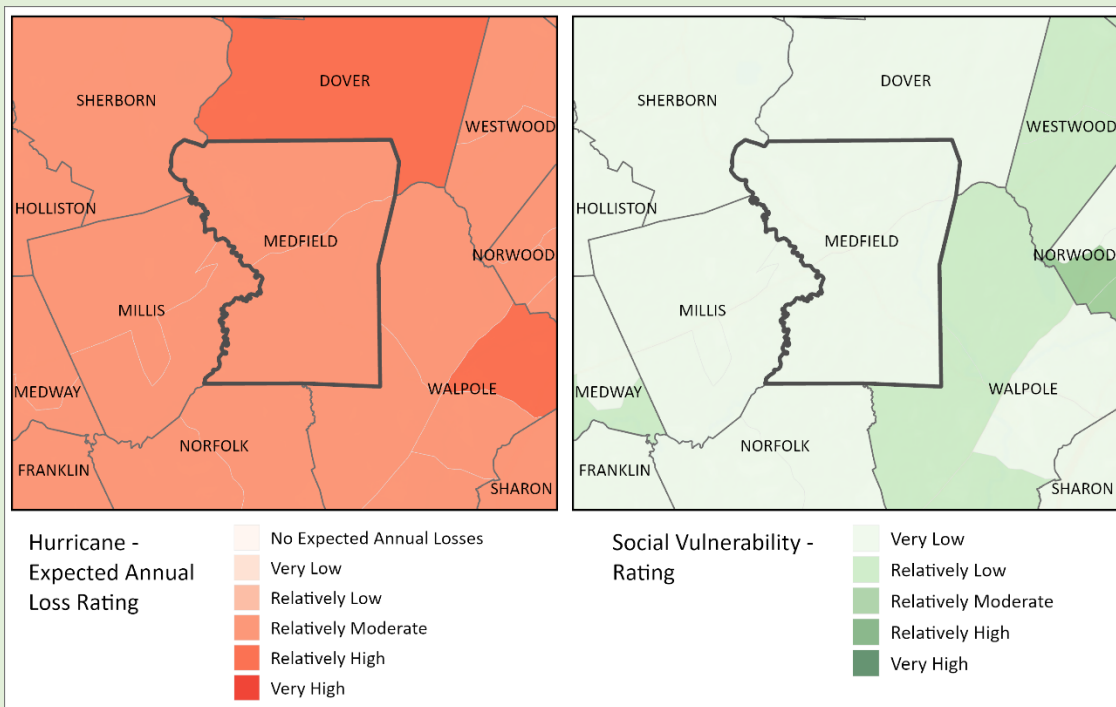 DOVER
SHERBORN
WESTWOOD
HOLLISTON
MEDFIELD
NORWOOD
MILLIS
MEDWAY
WALPOLE
NORFOLK
FRANKLIN
SHARON
Hurricane -
Expected Annual
Loss Rating
No Expected Annual Losses
Very Low
Relatively Low
Relatively Moderate
Relatively High
Very High
DOVER
SHERBORN
WESTWOOD
HOLLISTON
MEDFIELD
NORWOOD
MILLIS
MEDWAY
WALPOLE
NORFOLK
FRANKLIN
SHARON
Social Vulnerability -
Rating
Very Low
Relatively Low
Relatively Moderate
Relatively High
Very High